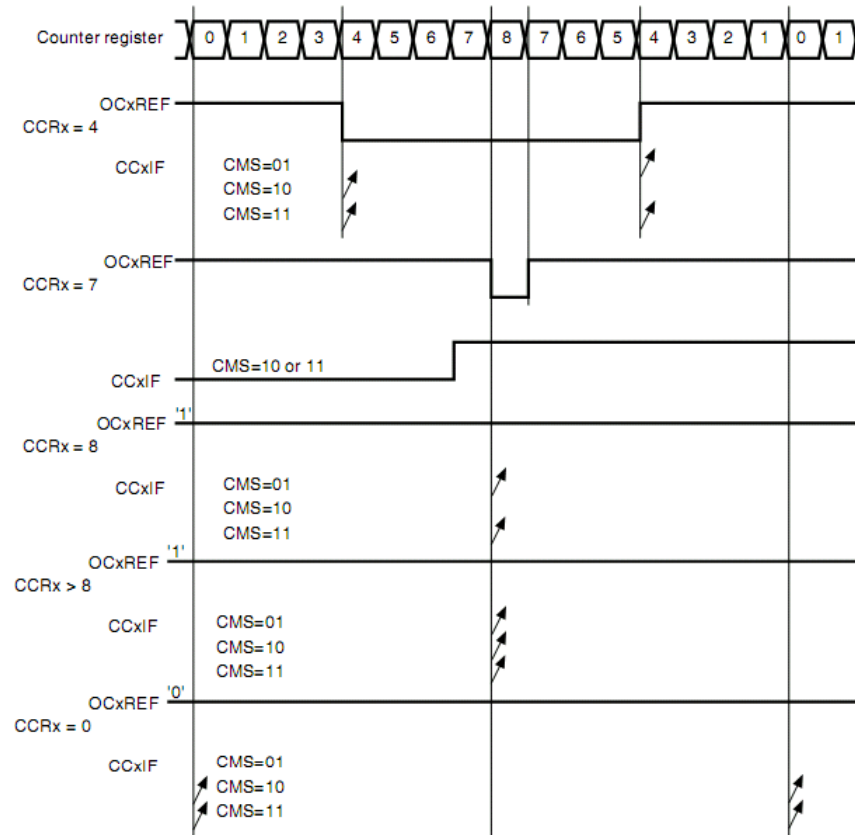 Counter register 0 1 2 3 4 5 6 7 8 7 6 5 4 3 2 1 0 1
OCxREF
CCRx = 4
CCxIF CMS=01
CMS=10
CMS=11
OCxREF
CCRx = 7
CMS=10 or 11
CCxIF
OCxREF '1'
CCRx = 8
CCxIF CMS=01
CMS=10
CMS=11
OCxREF '1'
CCRx > 8
CCxIF CMS=01
CMS=10
CMS=11
OCxREF '0'
CCRx = 0
CCxIF CMS=01
CMS=10
CMS=11